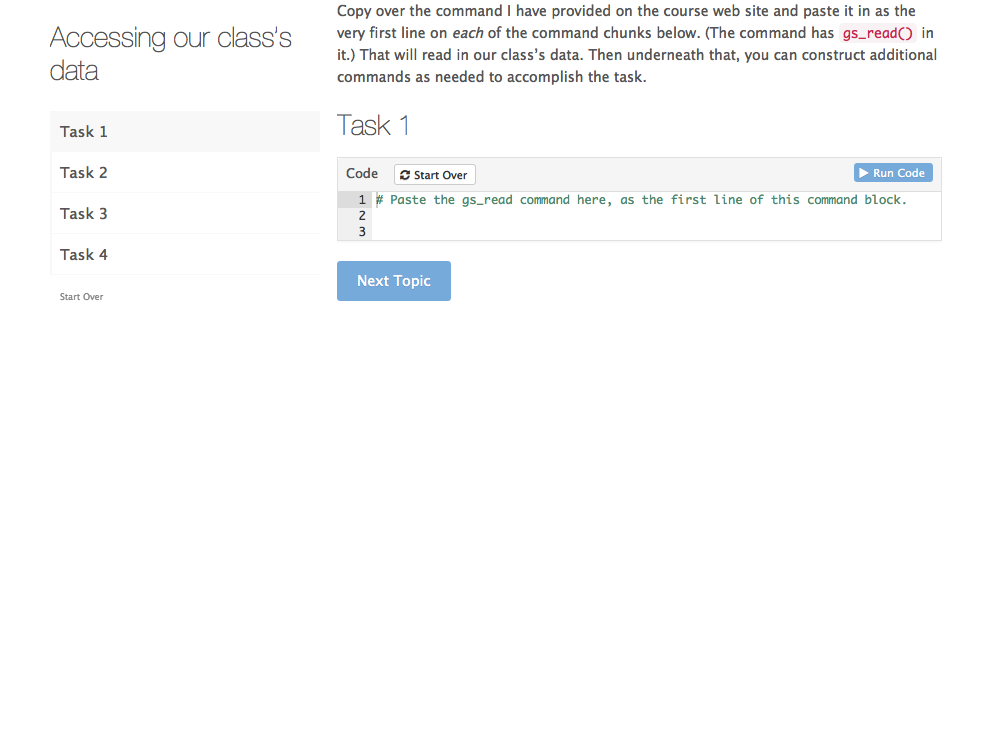 Accessing our class's
data
Task 1
Task 2
Task 3
Task 4
Start Over
Copy over the command I have provided on the course web site and paste it in as the
very first line on each of the command chunks below. (The command has gs_read() in
it.) That will read in our class's data. Then underneath that, you can construct additional
commands as needed to accomplish the task.
Task 1
Code Start Over Run Code
1 # Paste the gs_read command here, as the first line of this command block.
2
3
Next Topic